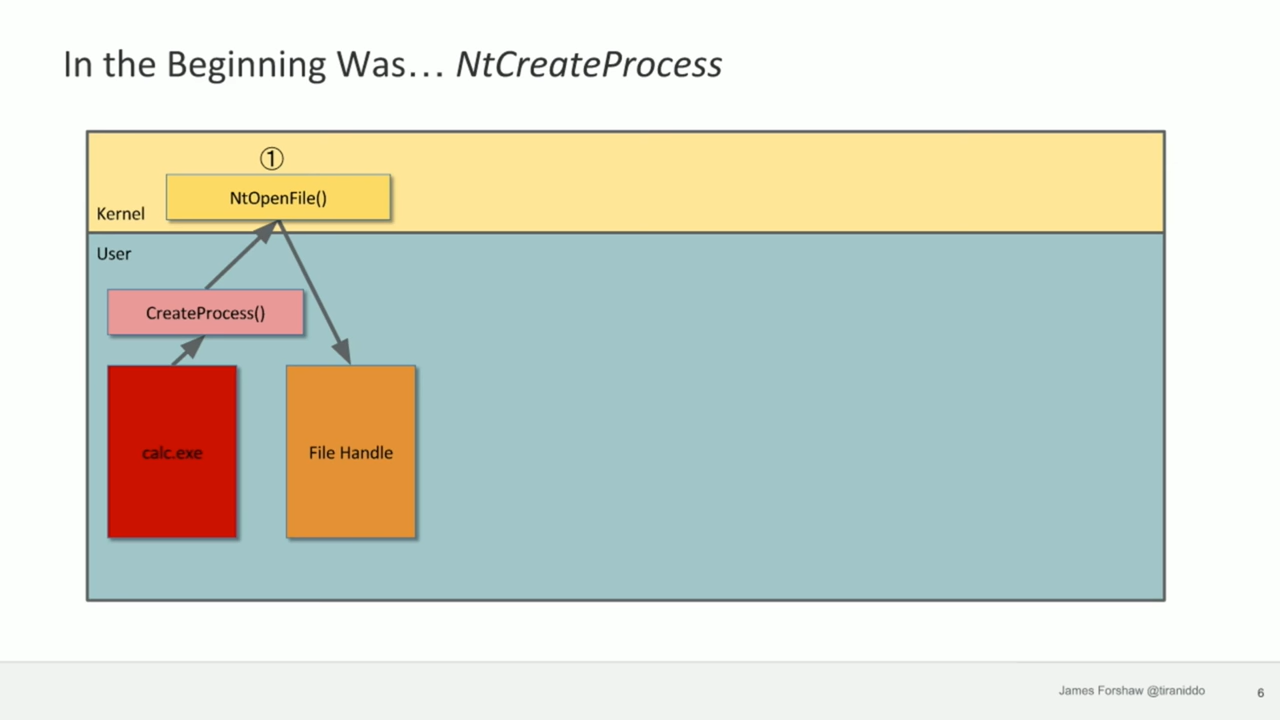 In the Beginning Was... NtCreateProcess
①
NtOpenFile()
Kernel
User
CreateProcess()
calc.exe
File Handle
James Forshaw @tiraniddo
6